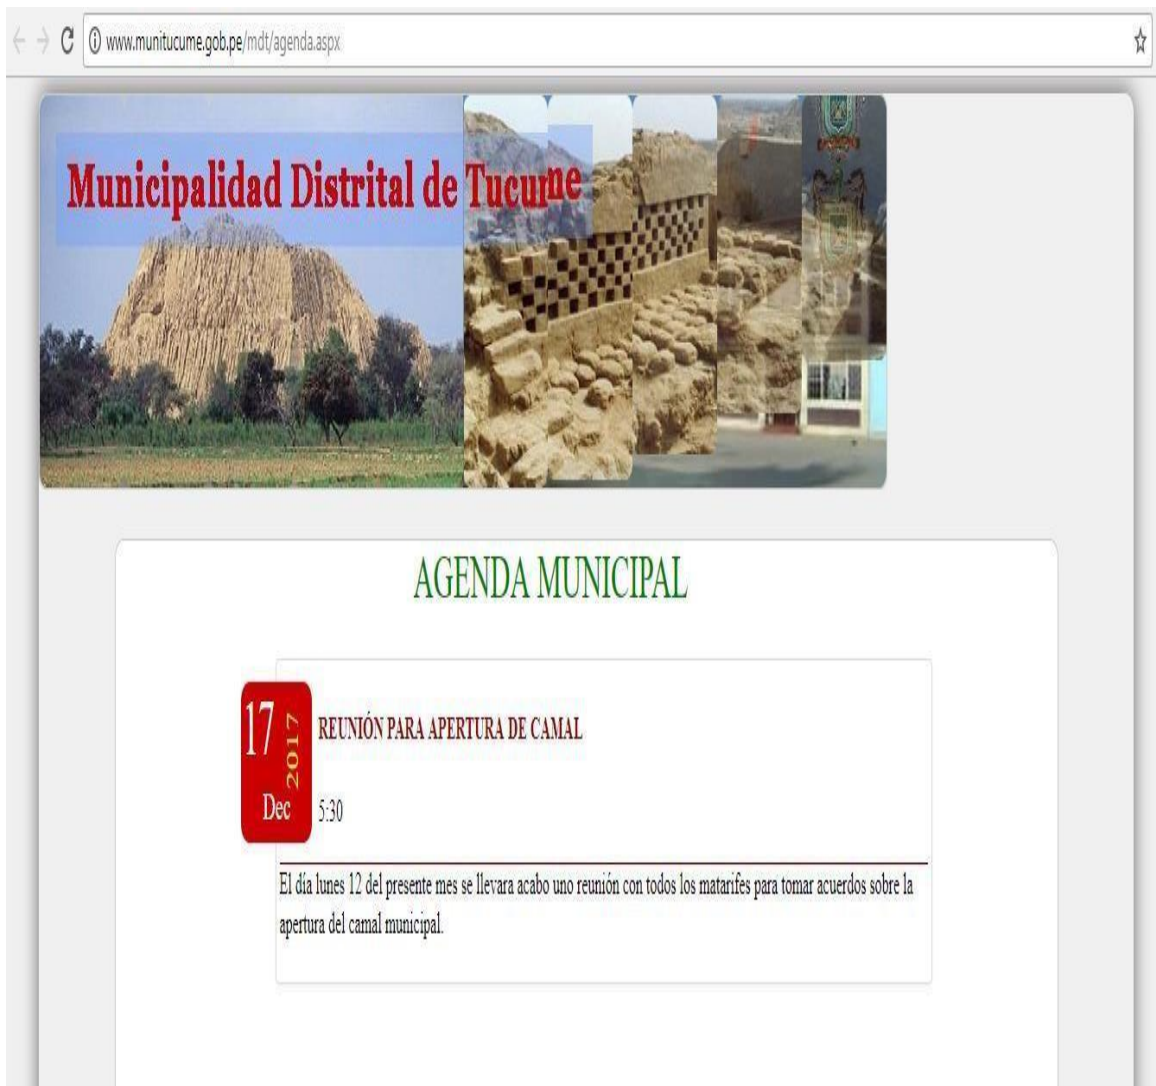 www.munitucume.gob.pe/mdt/agenda.aspx
Municipalidad Distrital de Tucume
AGENDA MUNICIPAL
17
2017
Dec
REUNIÓN PARA APERTURA DE CAMAL
5:30
El día lunes 12 del presente mes se llevara acabo uno reunión con todos los matarifes para tomar acuerdos sobre la
apertura del camal municipal.